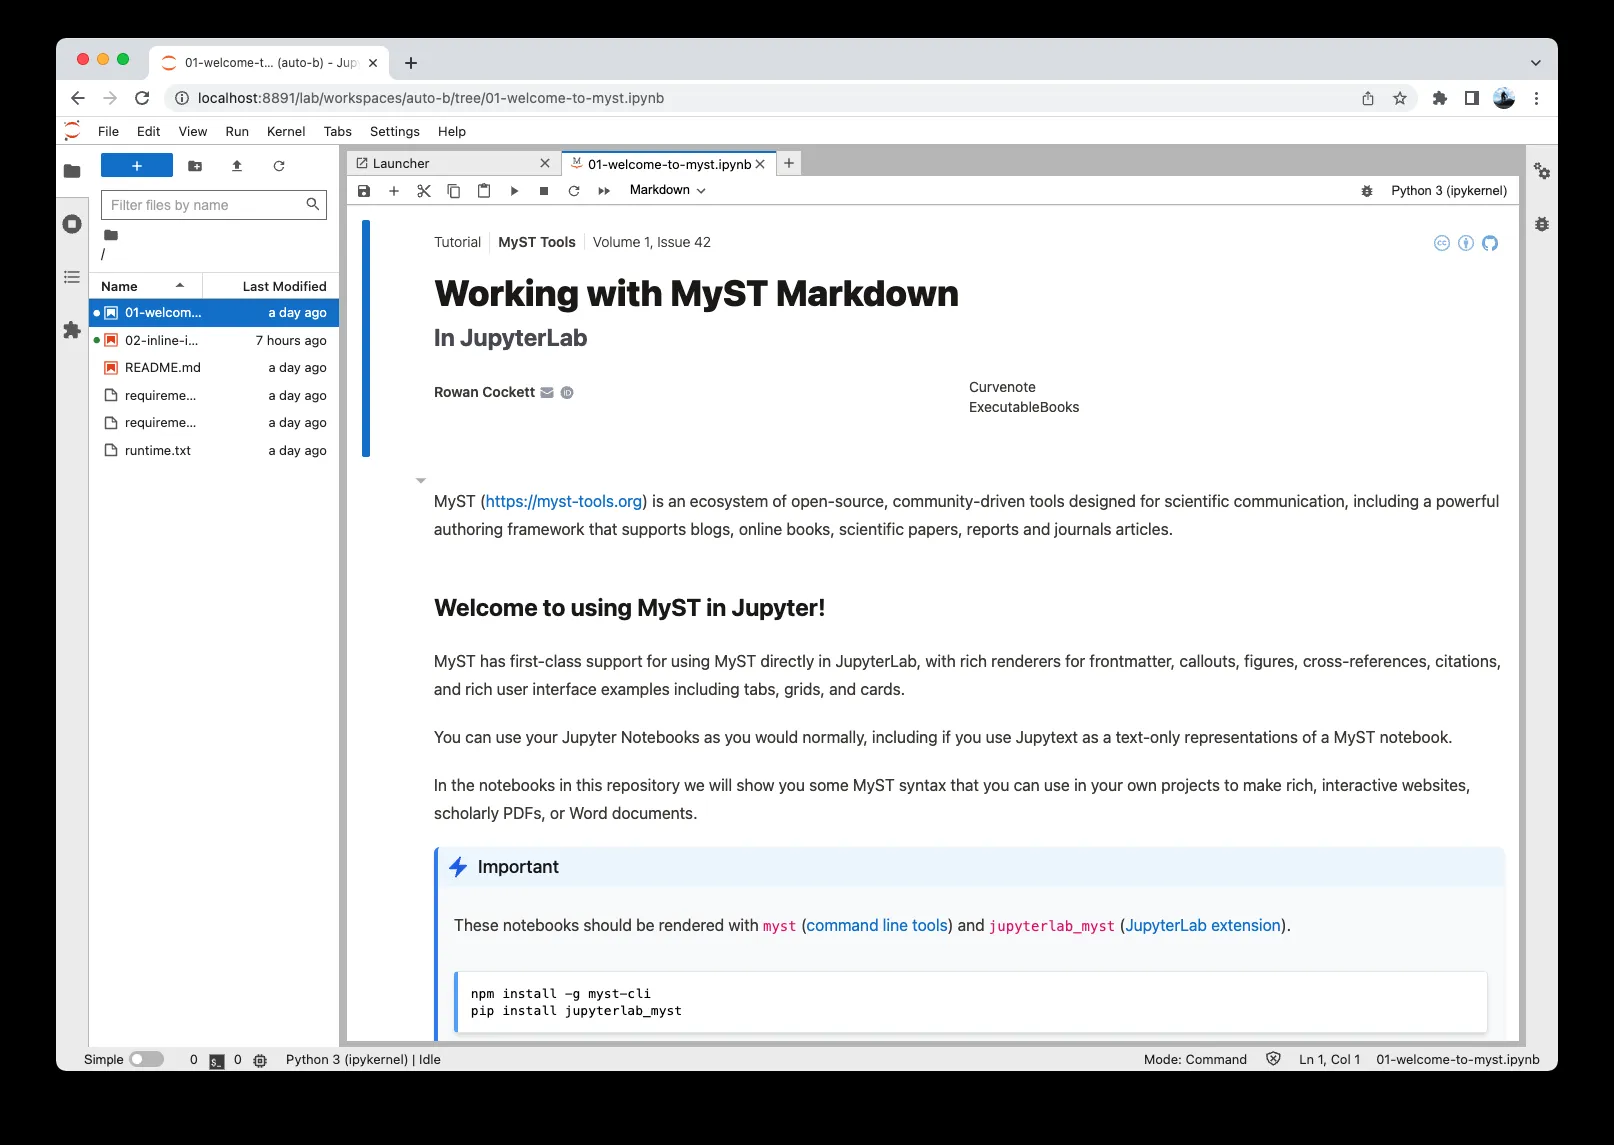 01-welcome-t... (auto-b) - Jup
localhost:8891/lab/workspaces/auto-b/tree/01-welcome-to-myst.ipynb
File Edit View Run Kernel Tabs Settings Help
Launcher 01-welcome-to-myst.ipynb
Markdown Python 3 (ipykernel)
Filter files by name
/
Name Last Modified
01-welcom... a day ago
02-inline-i... 7 hours ago
README.md a day ago
requireme... a day ago
requireme... a day ago
runtime.txt a day ago
Tutorial MyST Tools Volume 1, Issue 42
Working with MyST Markdown
In JupyterLab
Rowan Cockett
Curvenote
ExecutableBooks
MyST (https://myst-tools.org) is an ecosystem of open-source, community-driven tools designed for scientific communication, including a powerful
authoring framework that supports blogs, online books, scientific papers, reports and journals articles.
Welcome to using MyST in Jupyter!
MyST has first-class support for using MyST directly in JupyterLab, with rich renderers for frontmatter, callouts, figures, cross-references, citations,
and rich user interface examples including tabs, grids, and cards.
You can use your Jupyter Notebooks as you would normally, including if you use Jupytext as a text-only representations of a MyST notebook.
In the notebooks in this repository we will show you some MyST syntax that you can use in your own projects to make rich, interactive websites,
scholarly PDFs, or Word documents.
Important
These notebooks should be rendered with myst (command line tools) and jupyterlab_myst (JupyterLab extension).
npm install -g myst-cli
pip install jupyterlab_myst
Simple 0 0 Python 3 (ipykernel) | Idle Mode: Command Ln 1, Col 1 01-welcome-to-myst.ipynb